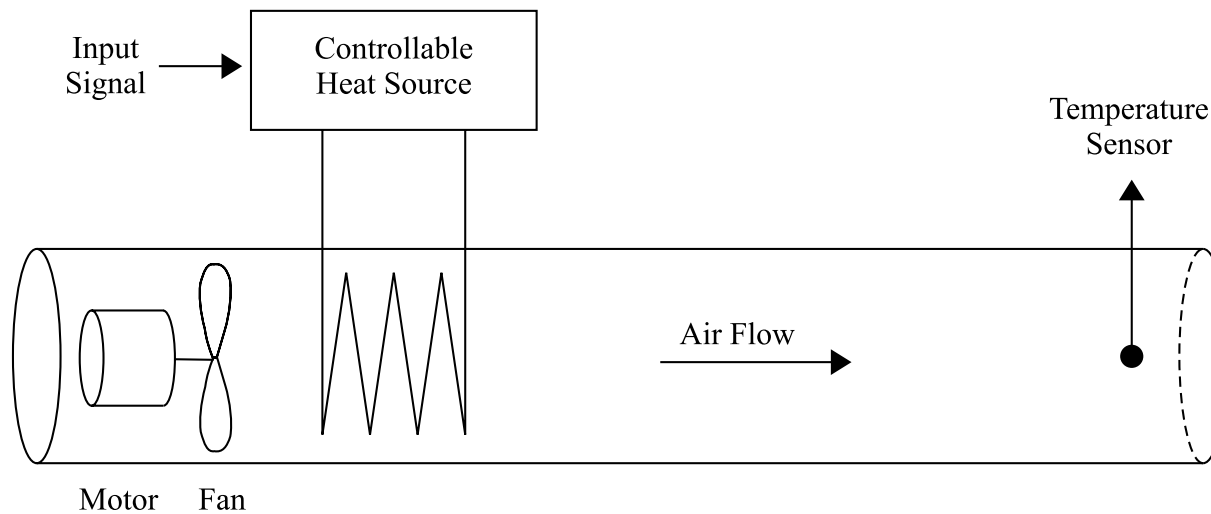 Input
Signal
Controllable
Heat Source
Temperature
Sensor
Air Flow
Motor
Fan